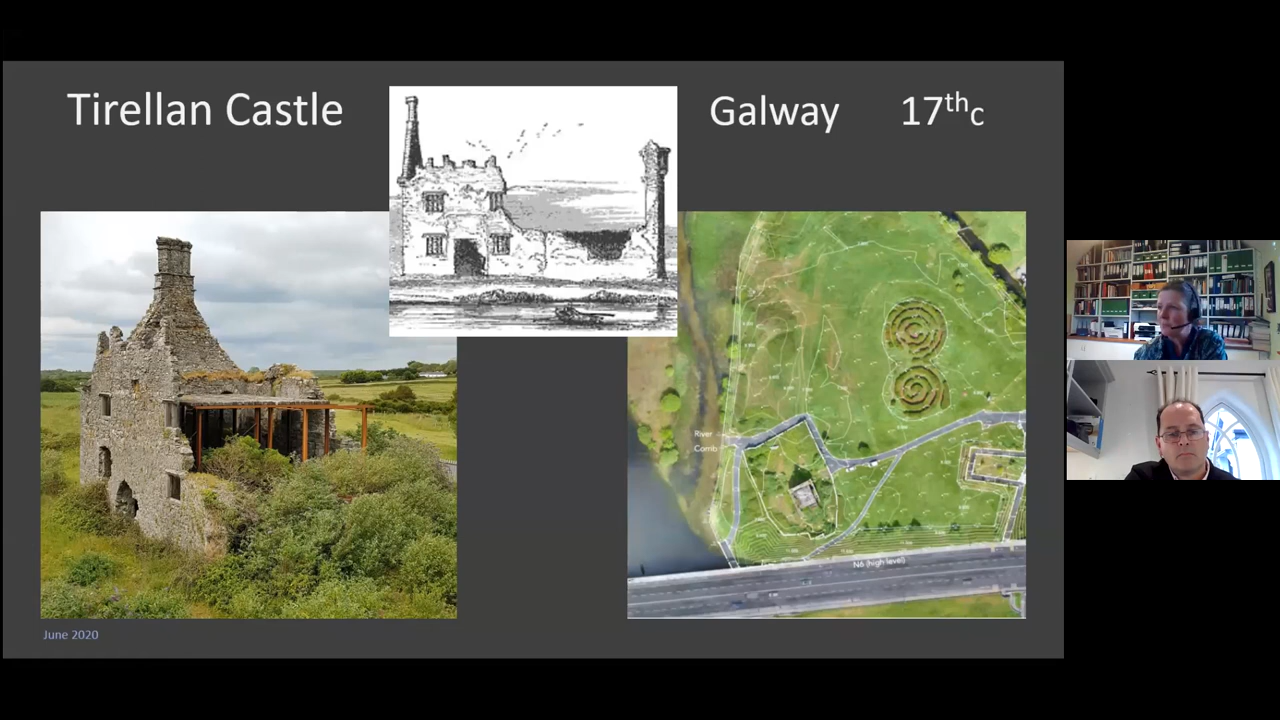 Tirellan Castle
Galway 17thc
River
Corrib
N6 (high level)
June 2020